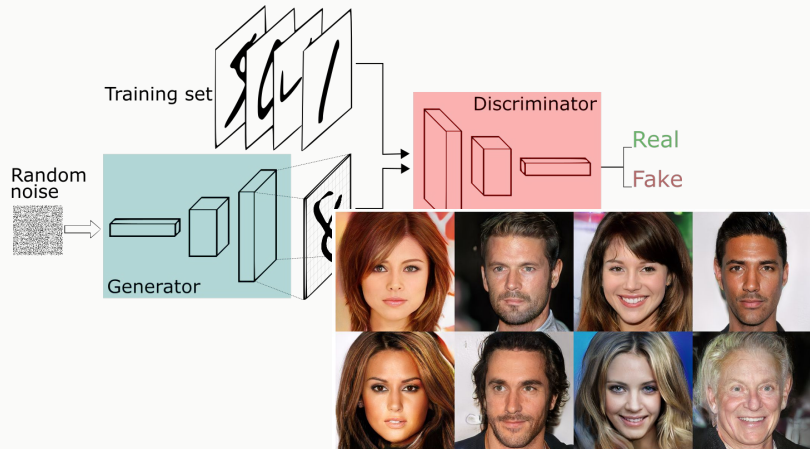 Training set
Discriminator
Real
Fake
Random
noise
Generator